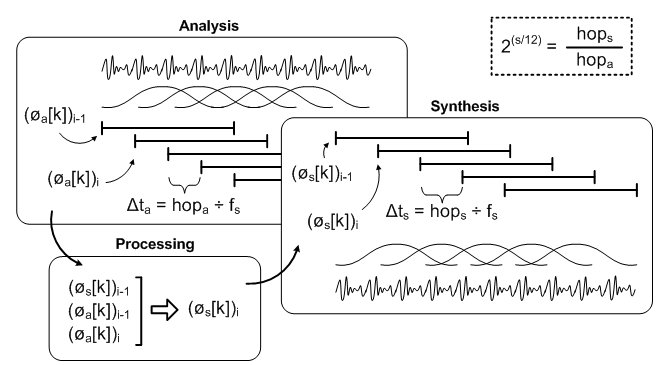 Analysis
2^(s/12) = hop_s / hop_a
(ø_a[k])_i-1
(ø_a[k])_i
Δt_a = hop_a ÷ f_s
Synthesis
(ø_s[k])_i-1
(ø_s[k])_i
Δt_s = hop_s ÷ f_s
Processing
(ø_s[k])_i-1
(ø_a[k])_i-1
(ø_a[k])_i
(ø_s[k])_i